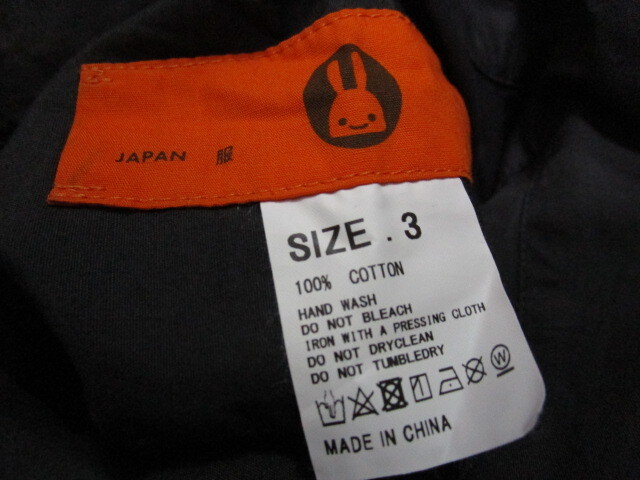 JAPAN 服
SIZE . 3
100% COTTON
HAND WASH
DO NOT BLEACH
IRON WITH A PRESSING CLOTH
DO NOT DRYCLEAN
DO NOT TUMBLEDRY
W
MADE IN CHINA